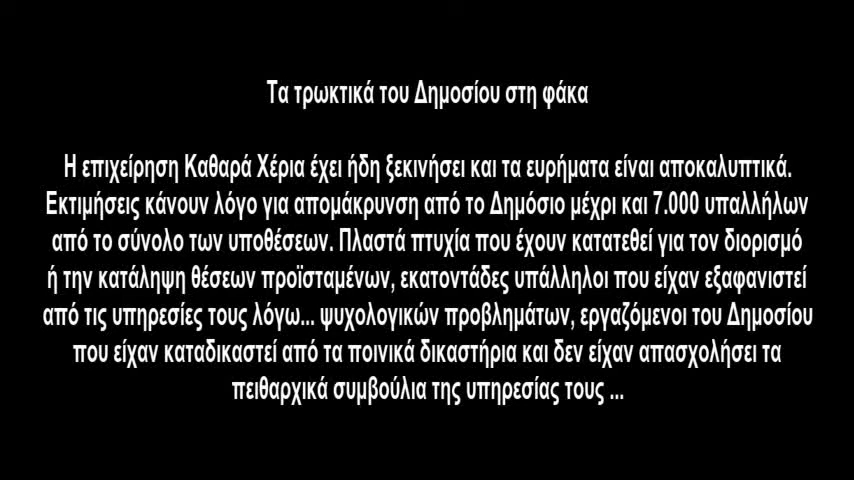 Τα τρωκτικά του Δημοσίου στη φάκα
Η επιχείρηση Καθαρά Χέρια έχει ήδη ξεκινήσει και τα ευρήματα είναι αποκαλυπτικά.
Εκτιμήσεις κάνουν λόγο για απομάκρυνση από το Δημόσιο μέχρι και 7.000 υπαλλήλων
από το σύνολο των υποθέσεων. Πλαστά πτυχία που έχουν κατατεθεί για τον διορισμό
ή την κατάληψη θέσεων προϊσταμένων, εκατοντάδες υπάλληλοι που είχαν εξαφανιστεί
από τις υπηρεσίες τους λόγω... ψυχολογικών προβλημάτων, εργαζόμενοι του Δημοσίου
που είχαν καταδικαστεί από τα ποινικά δικαστήρια και δεν είχαν απασχολήσει τα
πειθαρχικά συμβούλια της υπηρεσίας τους ...